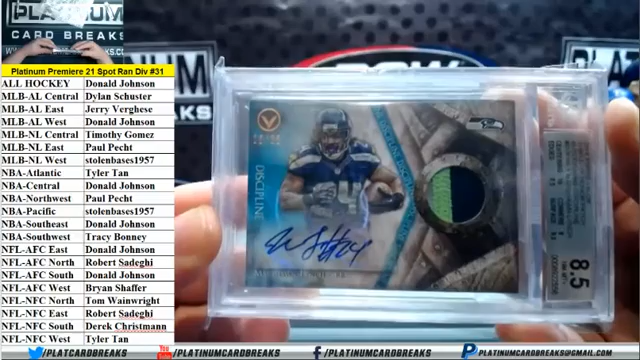 PLATINUM
CARD BREAKS
Platinum Premiere 21 Spot Ran Div #31
ALL HOCKEY Donald Johnson
MLB-AL Central Dylan Schuster
MLB-AL East Jerry Verghese
MLB-AL West Donald Johnson
MLB-NL Central Timothy Gomez
MLB-NL East Paul Pecht
MLB-NL West stolenbases1957
NBA-Atlantic Tyler Tan
NBA-Central Donald Johnson
NBA-Northwest Paul Pecht
NBA-Pacific stolenbases1957
NBA-Southeast Donald Johnson
NBA-Southwest Tracy Bonney
NFL-AFC East Donald Johnson
NFL-AFC North Robert Sadeghi
NFL-AFC South Donald Johnson
NFL-AFC West Bryan Shaffer
NFL-NFC North Tom Wainwright
NFL-NFC East Robert Sadeghi
NFL-NFC South Derek Christmann
NFL-NFC West Tyler Tan
DISCIPLINE
24
#24
8.5
/PLATCARDBREAKS
You
Tube
/PLATINUMCARDBREAKS
f /PLATINUMCARDBREAKS
P PLATINUMCARDBREAKS@GMAIL.COM